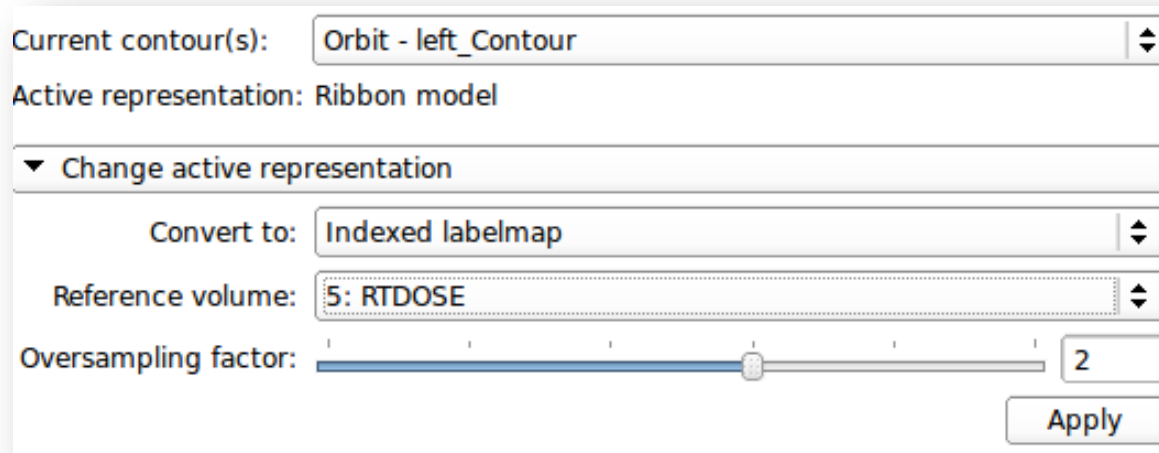 Current contour(s): Orbit - left_Contour
Active representation: Ribbon model
Change active representation
Convert to: Indexed labelmap
Reference volume: 5: RTDOSE
Oversampling factor: 2
Apply